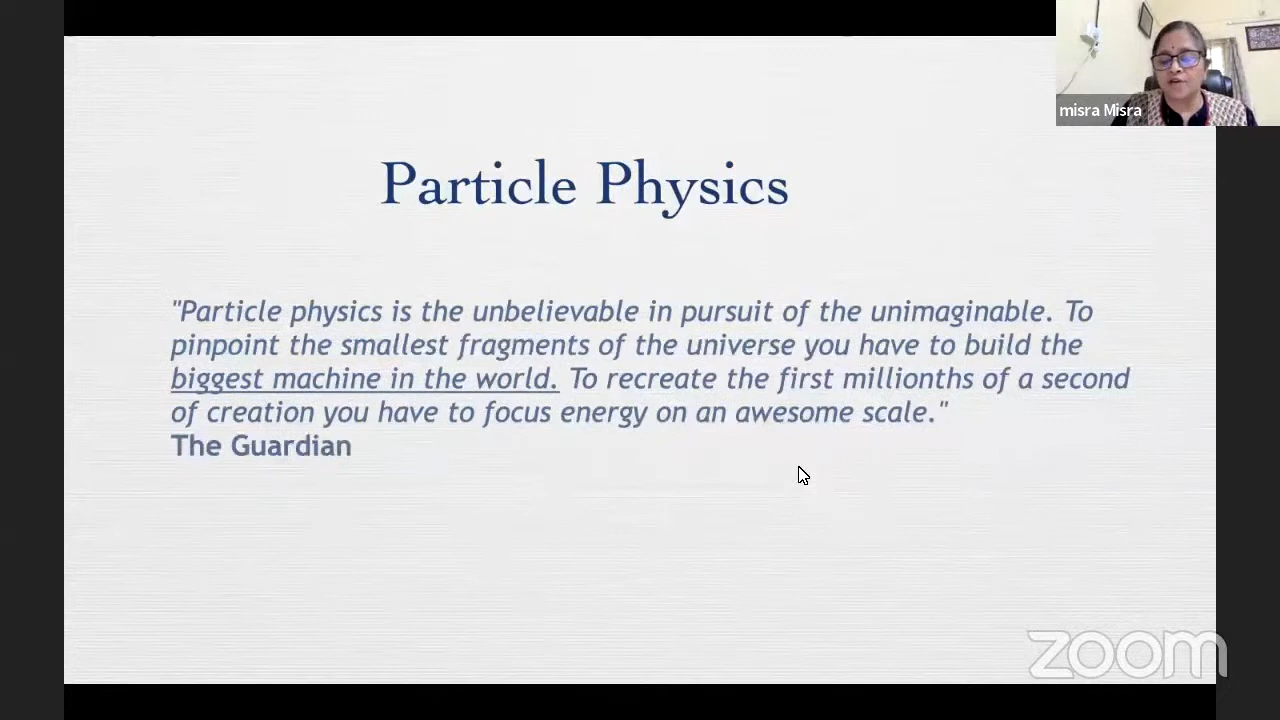 misra Misra
Particle Physics
"Particle physics is the unbelievable in pursuit of the unimaginable. To
pinpoint the smallest fragments of the universe you have to build the
biggest machine in the world. To recreate the first millionths of a second
of creation you have to focus energy on an awesome scale."
The Guardian
zoom